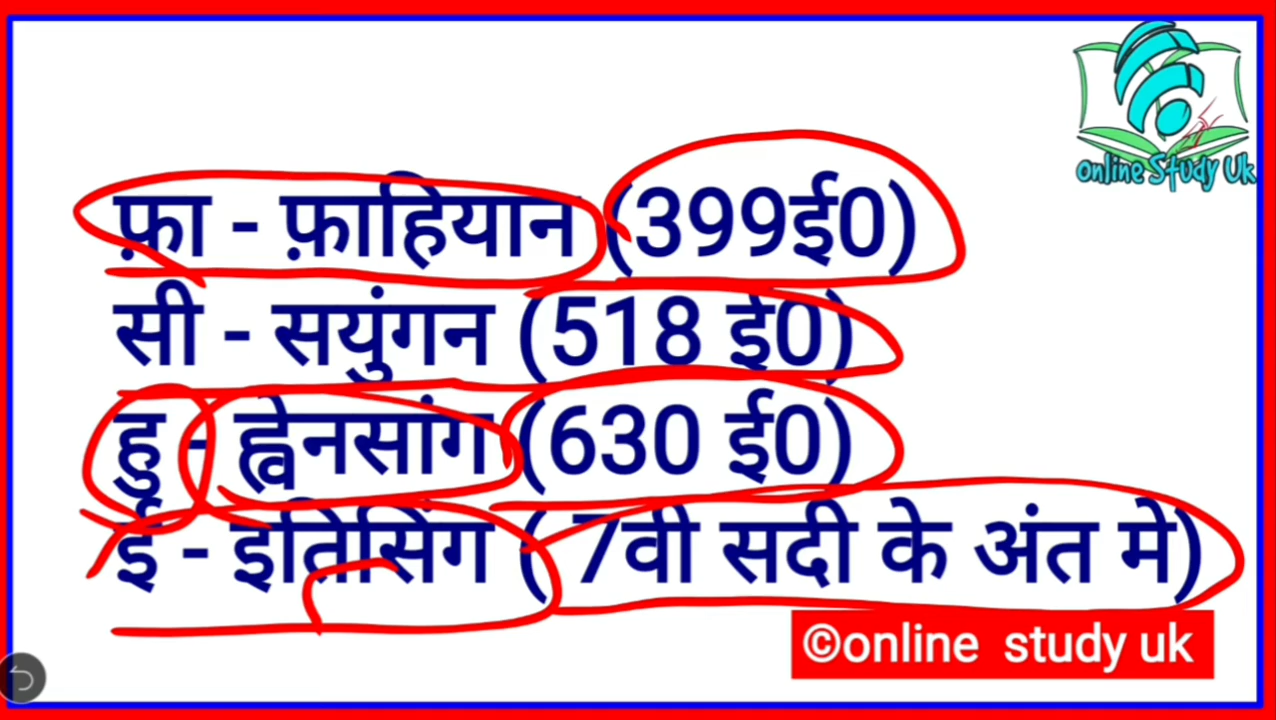 Online Study Uk
फ़ा - फ़ाहियान (399ई0)
सी - सयुंगन (518 ई0)
हु - ह्वेनसांग (630 ई0)
ई - इतिसिंग ( 7वी सदी के अंत मे)
©online study uk